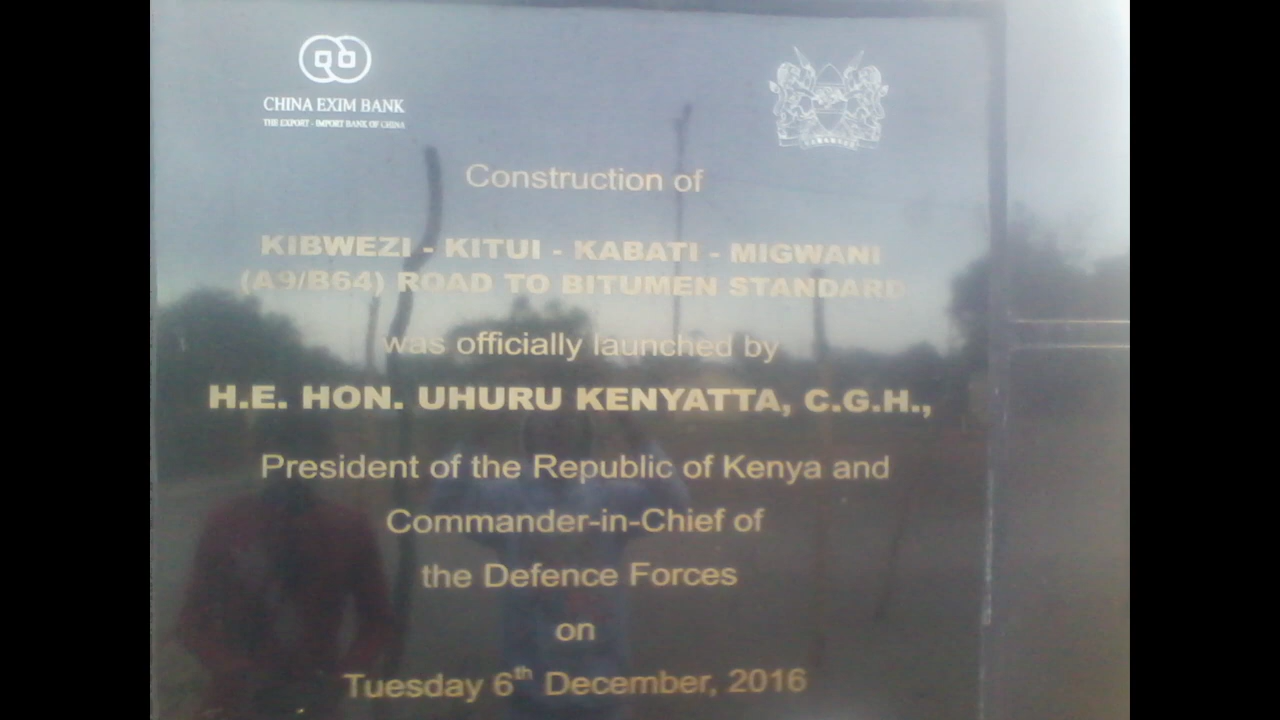 CHINA EXIM BANK
THE EXPORT - IMPORT BANK OF CHINA
HARAMBEE
Construction of
KIBWEZI - KITUI - KABATI - MIGWANI
(A9/B64) ROAD TO BITUMEN STANDARD
was officially launched by
H.E. HON. UHURU KENYATTA, C.G.H.,
President of the Republic of Kenya and
Commander-in-Chief of
the Defence Forces
on
Tuesday 6th December, 2016